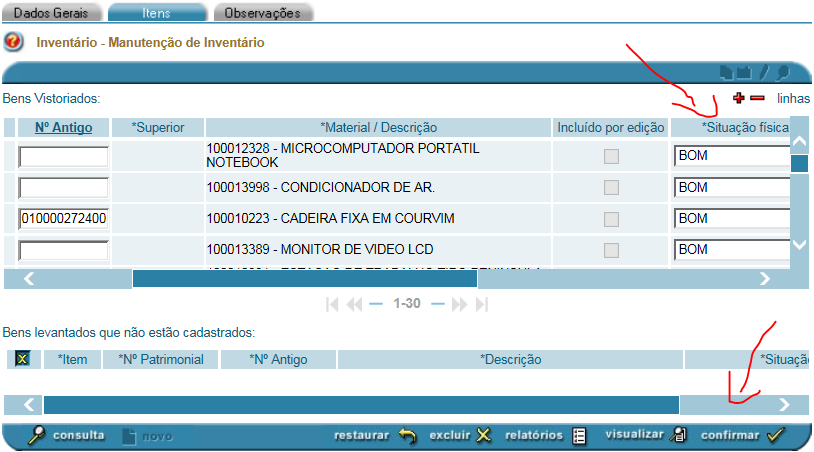 Dados Gerais Itens Observações
Inventário - Manutenção de Inventário
Bens Vistoriados: linhas
Nº Antigo *Superior *Material / Descrição Incluído por edição *Situação física
100012328 - MICROCOMPUTADOR PORTATIL NOTEBOOK BOM
100013998 - CONDICIONADOR DE AR. BOM
010000272400 100010223 - CADEIRA FIXA EM COURVIM BOM
100013389 - MONITOR DE VIDEO LCD BOM
1-30
Bens levantados que não estão cadastrados:
*Item *Nº Patrimonial *Nº Antigo *Descrição *Situaçã
consulta novo restaurar excluir relatórios visualizar confirmar